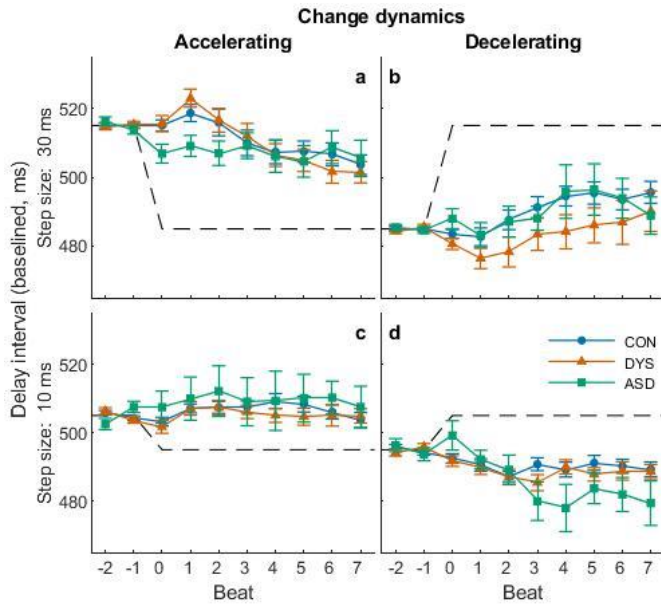 Change dynamics
Accelerating
Decelerating
Delay interval (baselined, ms)
Step size: 30 ms
Step size: 10 ms
a
b
520
500
480
c
d
520
500
480
CON
DYS
ASD
-2 -1 0 1 2 3 4 5 6 7
-2 -1 0 1 2 3 4 5 6 7
Beat
Beat